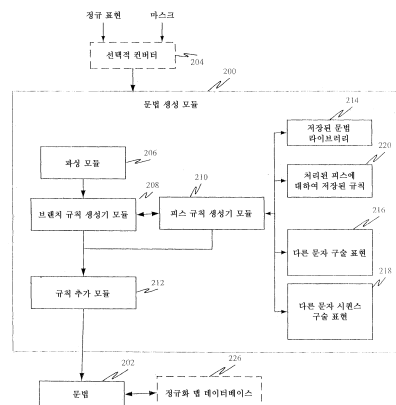 정규 표현
마스크
선택적 컨버터
204
200
문법 생성 모듈
214
저장된 문법
라이브러리
206
파싱 모듈
220
처리된 피스에
대하여 저장된 규칙
208
브랜치 규칙 생성기 모듈
210
피스 규칙 생성기 모듈
216
다른 문자 구술 표현
218
다른 문자 시퀀스
구술 표현
212
규칙 추가 모듈
202
문법
226
정규화 맵 데이터베이스